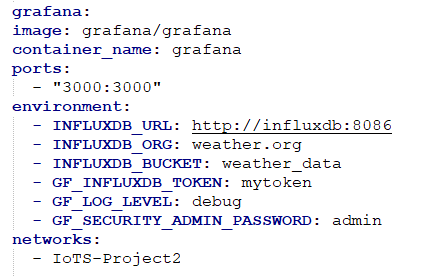 grafana:
image: grafana/grafana
container_name: grafana
ports:
- "3000:3000"
environment:
- INFLUXDB_URL: http://influxdb:8086
- INFLUXDB_ORG: weather.org
- INFLUXDB_BUCKET: weather_data
- GF_INFLUXDB_TOKEN: mytoken
- GF_LOG_LEVEL: debug
- GF_SECURITY_ADMIN_PASSWORD: admin
networks:
- IoTS-Project2